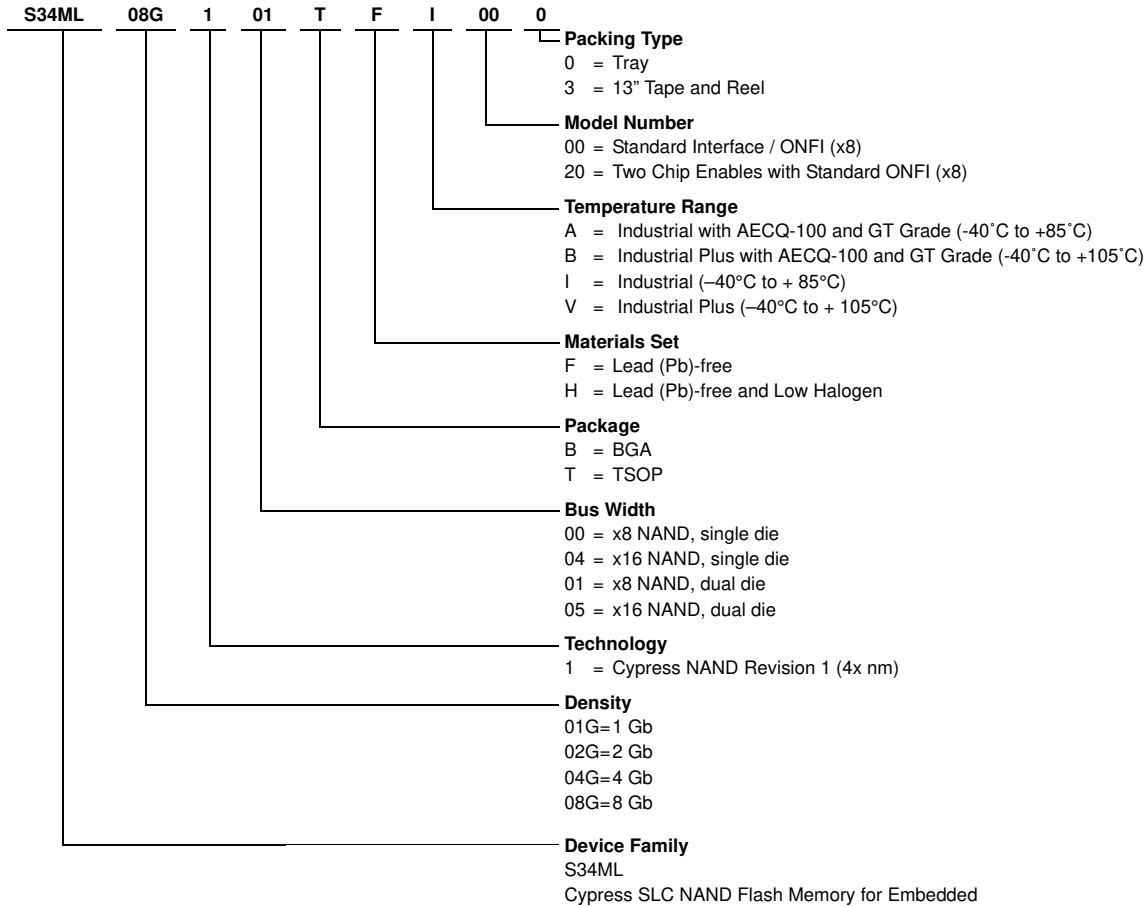 S34ML 08G 1 01 T F I 00 0
Packing Type
0 = Tray
3 = 13” Tape and Reel
Model Number
00 = Standard Interface / ONFI (x8)
20 = Two Chip Enables with Standard ONFI (x8)
Temperature Range
A = Industrial with AECQ-100 and GT Grade (-40˚C to +85˚C)
B = Industrial Plus with AECQ-100 and GT Grade (-40˚C to +105˚C)
I = Industrial (–40°C to + 85°C)
V = Industrial Plus (–40°C to + 105°C)
Materials Set
F = Lead (Pb)-free
H = Lead (Pb)-free and Low Halogen
Package
B = BGA
T = TSOP
Bus Width
00 = x8 NAND, single die
04 = x16 NAND, single die
01 = x8 NAND, dual die
05 = x16 NAND, dual die
Technology
1 = Cypress NAND Revision 1 (4x nm)
Density
01G=1 Gb
02G=2 Gb
04G=4 Gb
08G=8 Gb
Device Family
S34ML
Cypress SLC NAND Flash Memory for Embedded